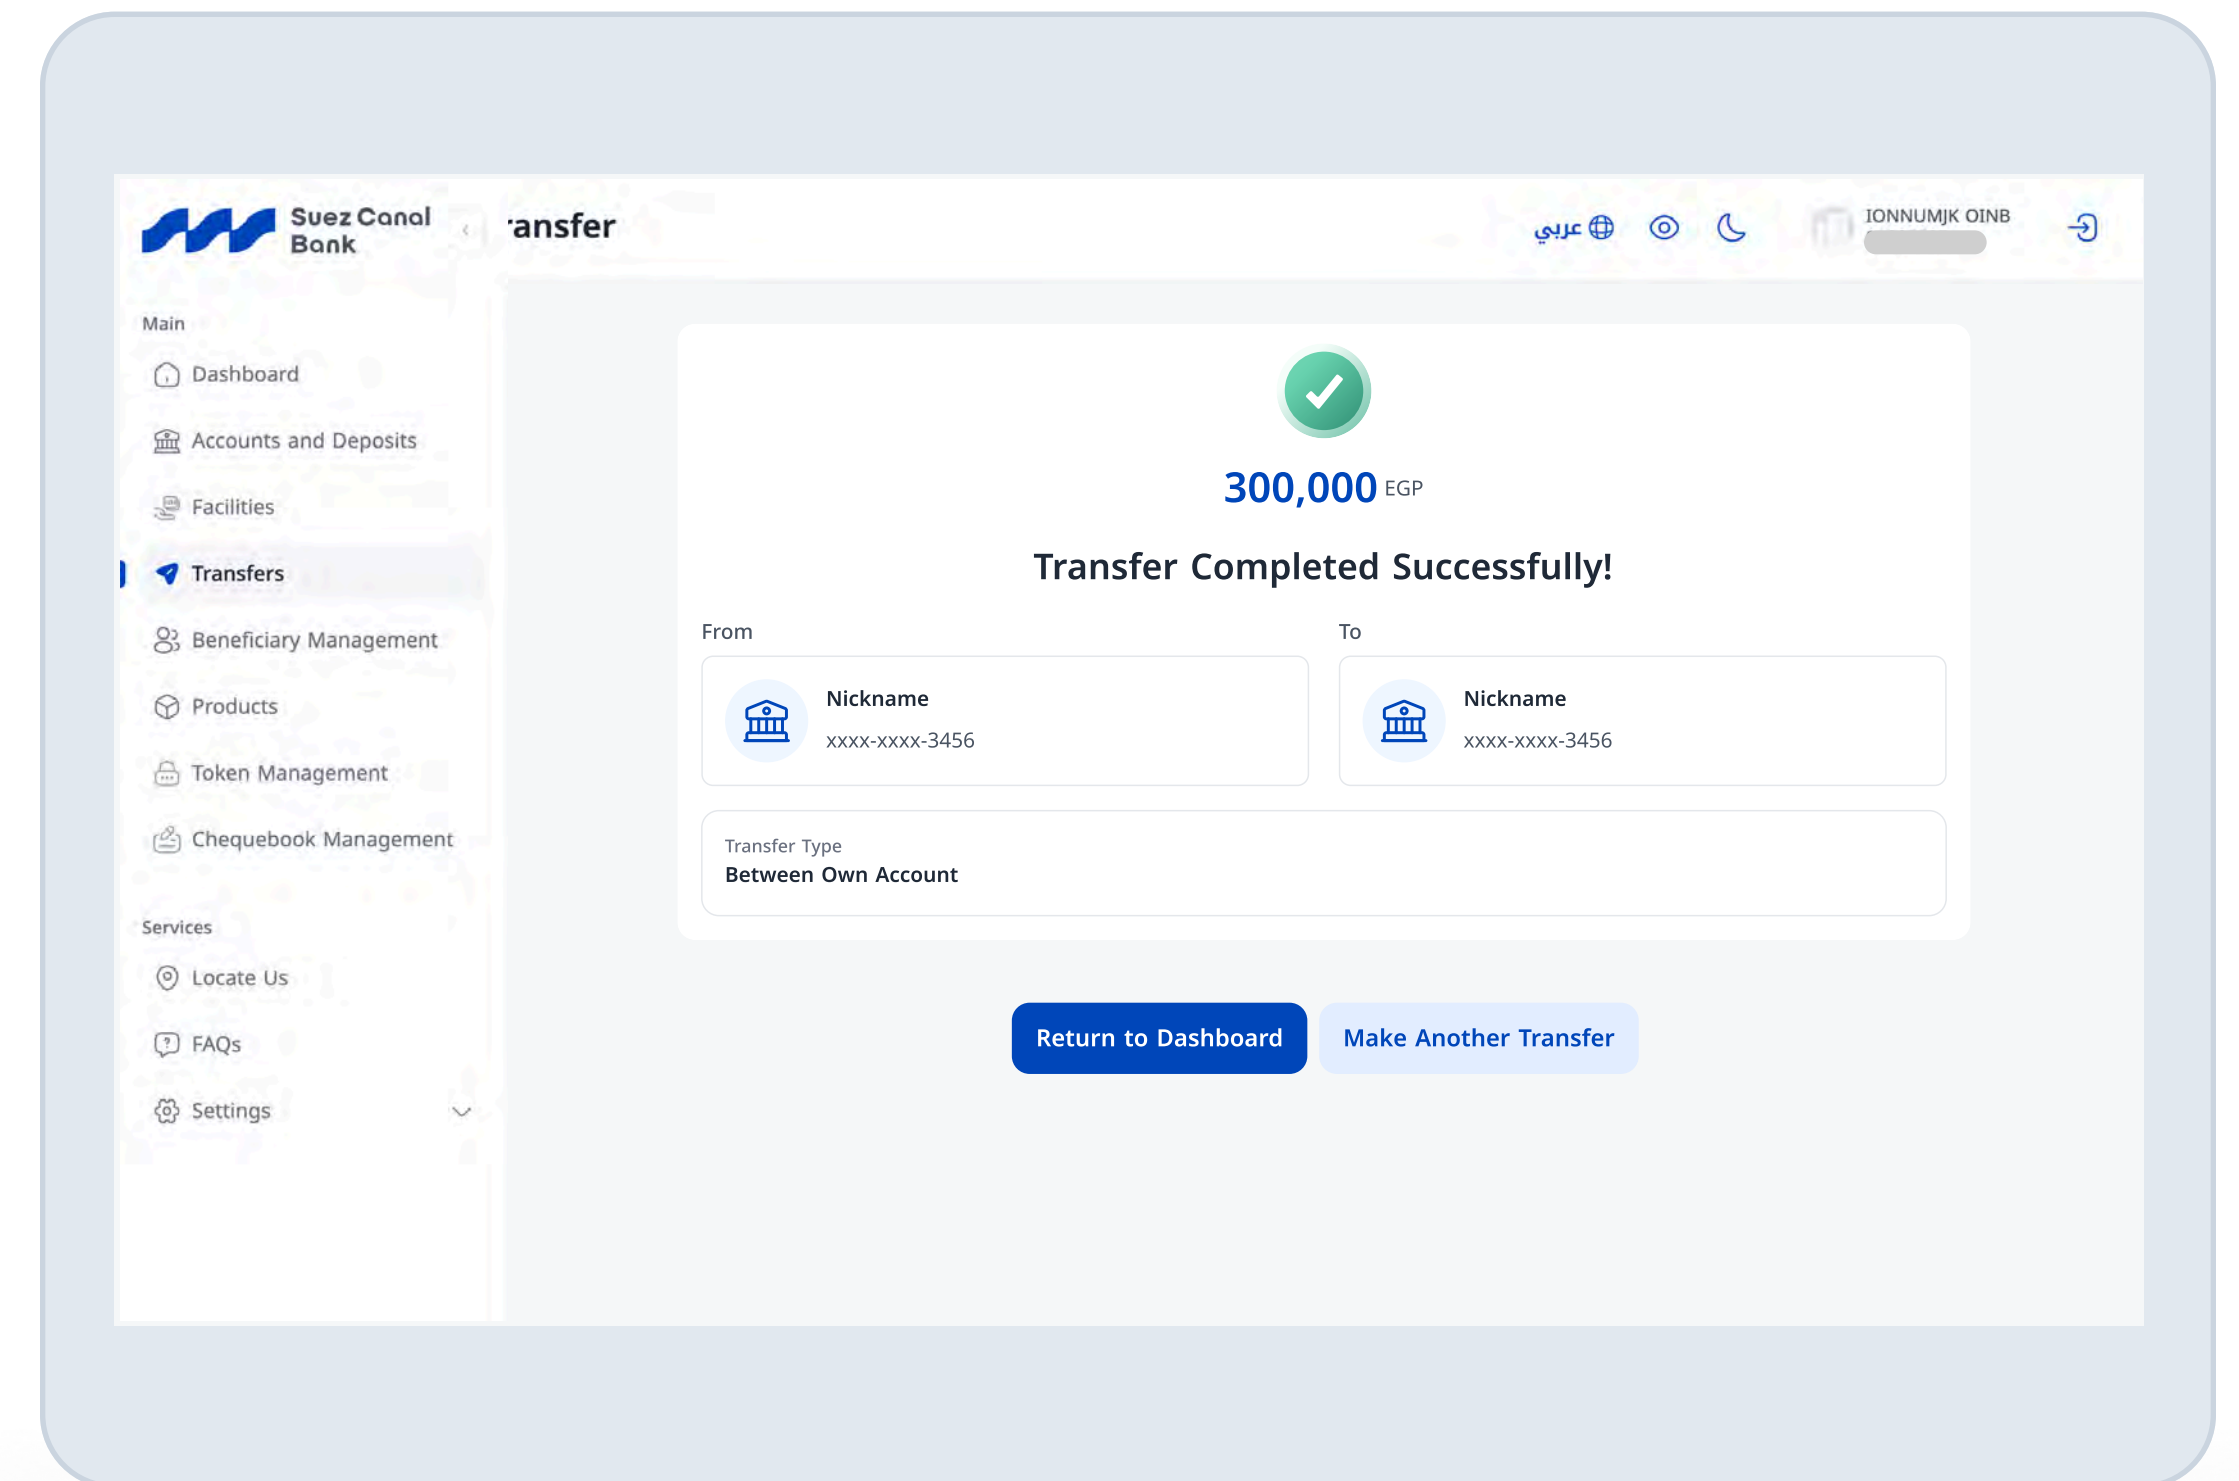 Suez Canal
Bank
ransfer
عربي
IONNUMJK OINB
Main
Dashboard
Accounts and Deposits
Facilities
Transfers
Beneficiary Management
Products
Token Management
Chequebook Management
Services
Locate Us
FAQs
Settings
300,000 EGP
Transfer Completed Successfully!
From
Nickname
xxxx-xxxx-3456
To
Nickname
xxxx-xxxx-3456
Transfer Type
Between Own Account
Return to Dashboard
Make Another Transfer